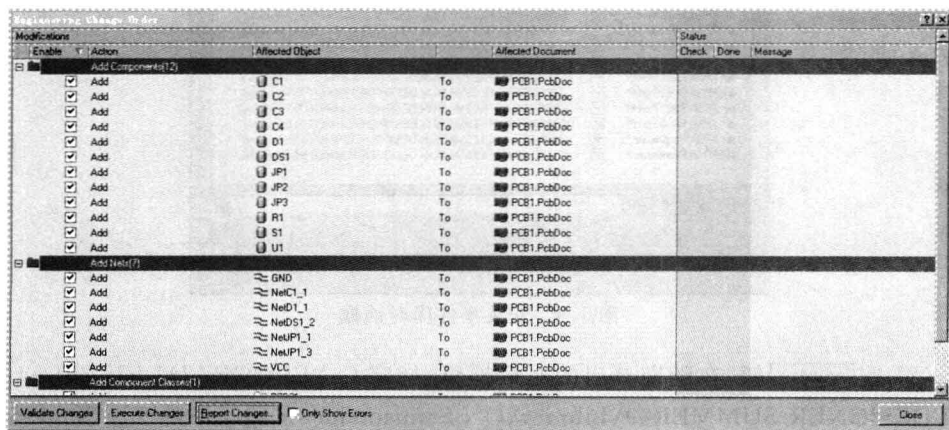 Engineering Change Order
Modifications Status
Enable Action Affected Object Affected Document Check Done Message
Add Components(12)
Add C1 To PCB1.PcbDoc
Add C2 To PCB1.PcbDoc
Add C3 To PCB1.PcbDoc
Add C4 To PCB1.PcbDoc
Add D1 To PCB1.PcbDoc
Add DS1 To PCB1.PcbDoc
Add JP1 To PCB1.PcbDoc
Add JP2 To PCB1.PcbDoc
Add JP3 To PCB1.PcbDoc
Add R1 To PCB1.PcbDoc
Add S1 To PCB1.PcbDoc
Add U1 To PCB1.PcbDoc
Add Nets(7)
Add GND To PCB1.PcbDoc
Add NetC1_1 To PCB1.PcbDoc
Add NetD1_1 To PCB1.PcbDoc
Add NetDS1_2 To PCB1.PcbDoc
Add NetUP1_1 To PCB1.PcbDoc
Add NetUP1_3 To PCB1.PcbDoc
Add VCC To PCB1.PcbDoc
Add Component Classes(1)
Validate Changes Execute Changes Report Changes... Only Show Errors Close